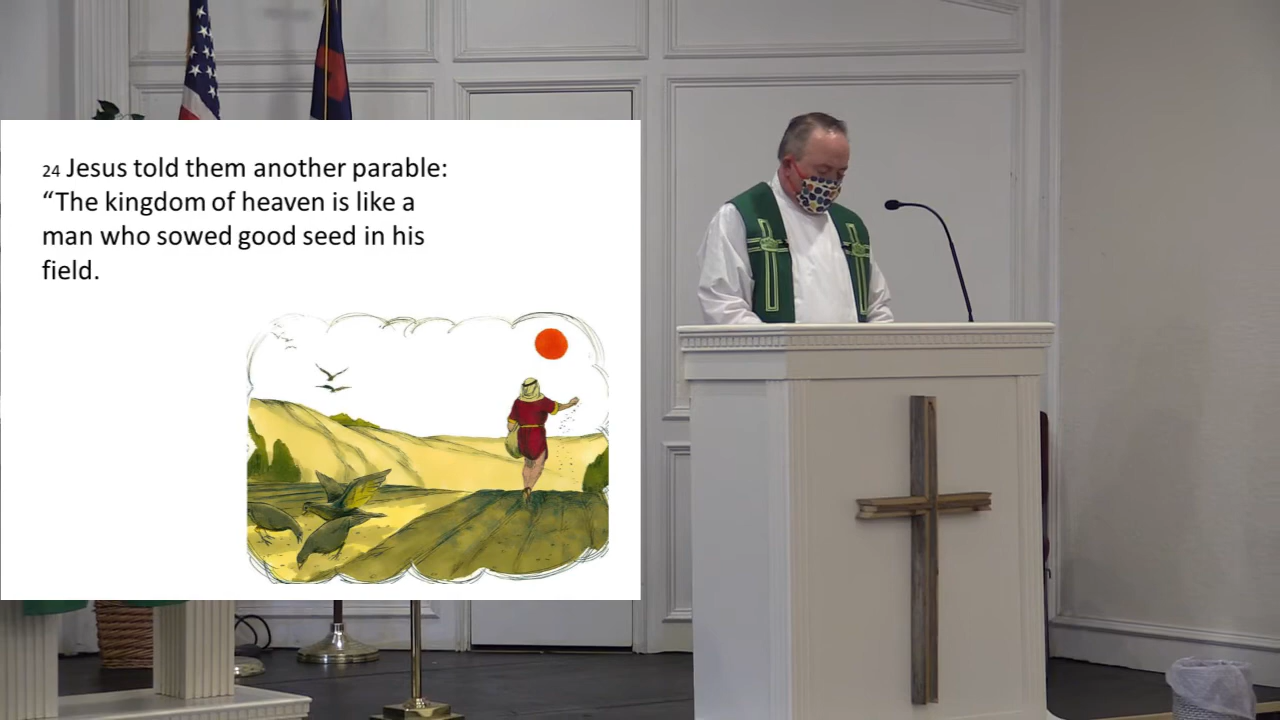 24 Jesus told them another parable:
“The kingdom of heaven is like a
man who sowed good seed in his
field.